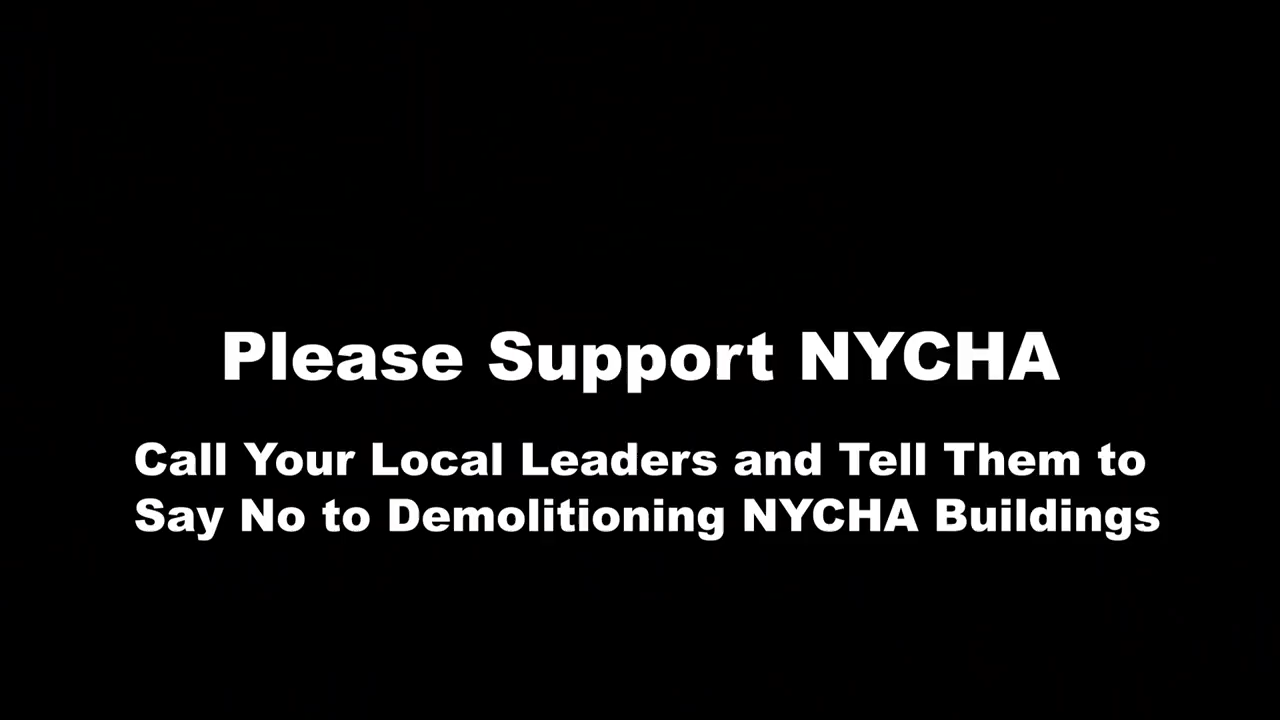 Please Support NYCHA
Call Your Local Leaders and Tell Them to
Say No to Demolitioning NYCHA Buildings